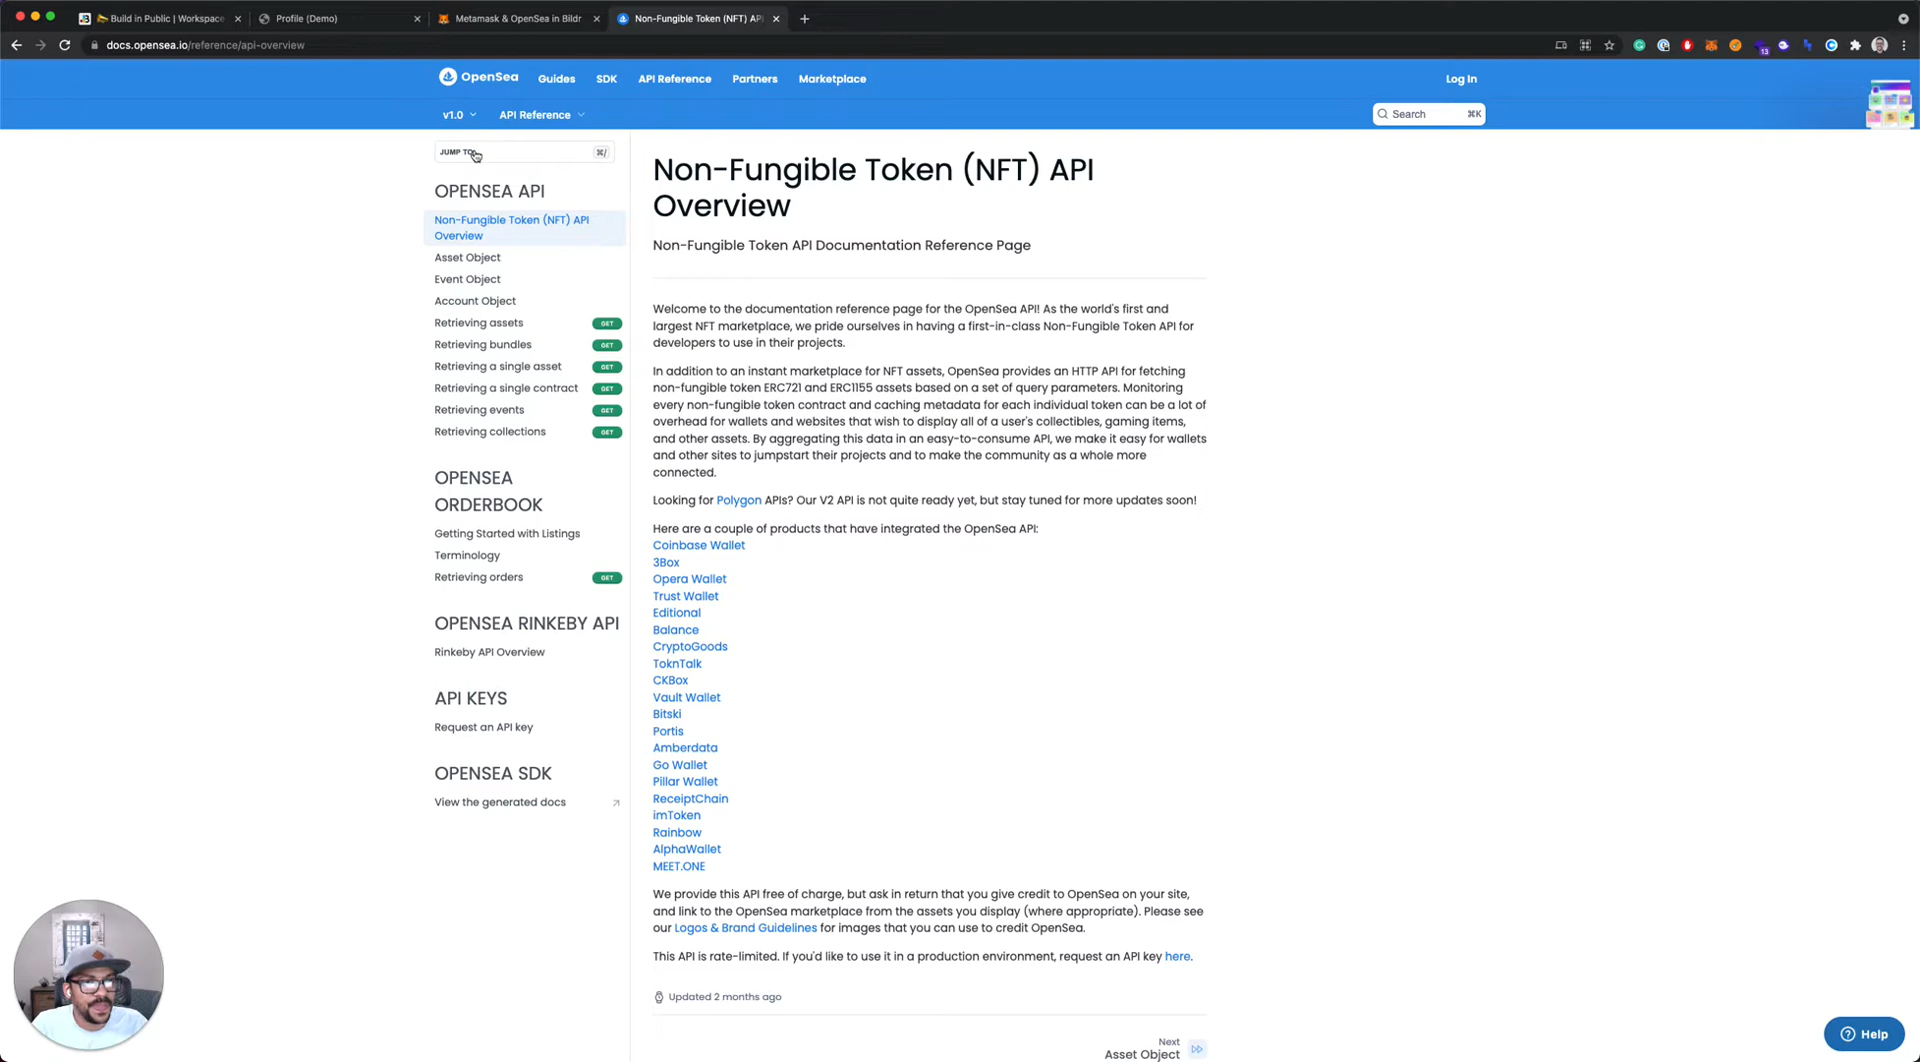 Build in Public | Workspace
Profile (Demo)
Metamask & OpenSea in Bildr
Non-Fungible Token (NFT) API
docs.opensea.io/reference/api-overview
13
OpenSea
Guides
SDK
API Reference
Partners
Marketplace
Log In
v1.0
API Reference
Search
⌘K
JUMP TO
⌘/
OPENSEA API
Non-Fungible Token (NFT) API
Overview
Asset Object
Event Object
Account Object
Retrieving assets GET
Retrieving bundles GET
Retrieving a single asset GET
Retrieving a single contract GET
Retrieving events GET
Retrieving collections GET
OPENSEA
ORDERBOOK
Getting Started with Listings
Terminology
Retrieving orders GET
OPENSEA RINKEBY API
Rinkeby API Overview
API KEYS
Request an API key
OPENSEA SDK
View the generated docs
Non-Fungible Token (NFT) API
Overview
Non-Fungible Token API Documentation Reference Page
Welcome to the documentation reference page for the OpenSea API! As the world's first and
largest NFT marketplace, we pride ourselves in having a first-in-class Non-Fungible Token API for
developers to use in their projects.
In addition to an instant marketplace for NFT assets, OpenSea provides an HTTP API for fetching
non-fungible token ERC721 and ERC1155 assets based on a set of query parameters. Monitoring
every non-fungible token contract and caching metadata for each individual token can be a lot of
overhead for wallets and websites that wish to display all of a user's collectibles, gaming items,
and other assets. By aggregating this data in an easy-to-consume API, we make it easy for wallets
and other sites to jumpstart their projects and to make the community as a whole more
connected.
Looking for Polygon APIs? Our V2 API is not quite ready yet, but stay tuned for more updates soon!
Here are a couple of products that have integrated the OpenSea API:
Coinbase Wallet
3Box
Opera Wallet
Trust Wallet
Editional
Balance
CryptoGoods
ToknTalk
CKBox
Vault Wallet
Bitski
Portis
Amberdata
Go Wallet
Pillar Wallet
ReceiptChain
imToken
Rainbow
AlphaWallet
MEET.ONE
We provide this API free of charge, but ask in return that you give credit to OpenSea on your site,
and link to the OpenSea marketplace from the assets you display (where appropriate). Please see
our Logos & Brand Guidelines for images that you can use to credit OpenSea.
This API is rate-limited. If you'd like to use it in a production environment, request an API key here.
Updated 2 months ago
Next
Asset Object
Help